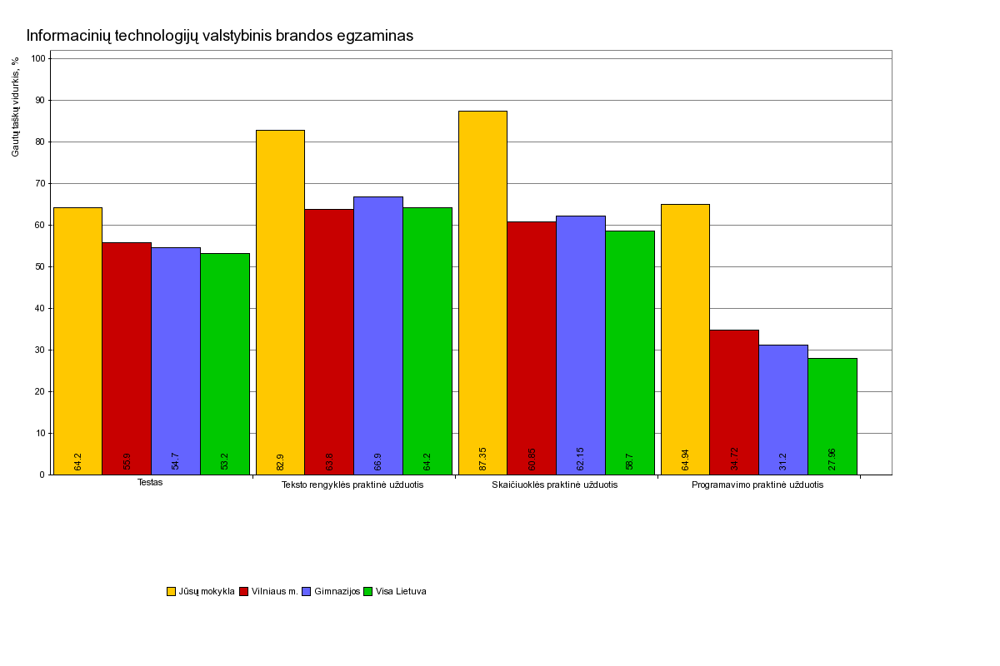 Informacinių technologijų valstybinis brandos egzaminas
Gautų taškų vidurkis, %
100
90
80
70
60
50
40
30
20
10
0
64.2 55.9 54.7 53.2 82.9 63.8 66.9 64.2 87.35 60.85 62.15 58.7 64.94 34.72 31.2 27.96
Testas Teksto rengyklės praktinė užduotis Skaičiuoklės praktinė užduotis Programavimo praktinė užduotis
Jūsų mokykla Vilniaus m. Gimnazijos Visa Lietuva